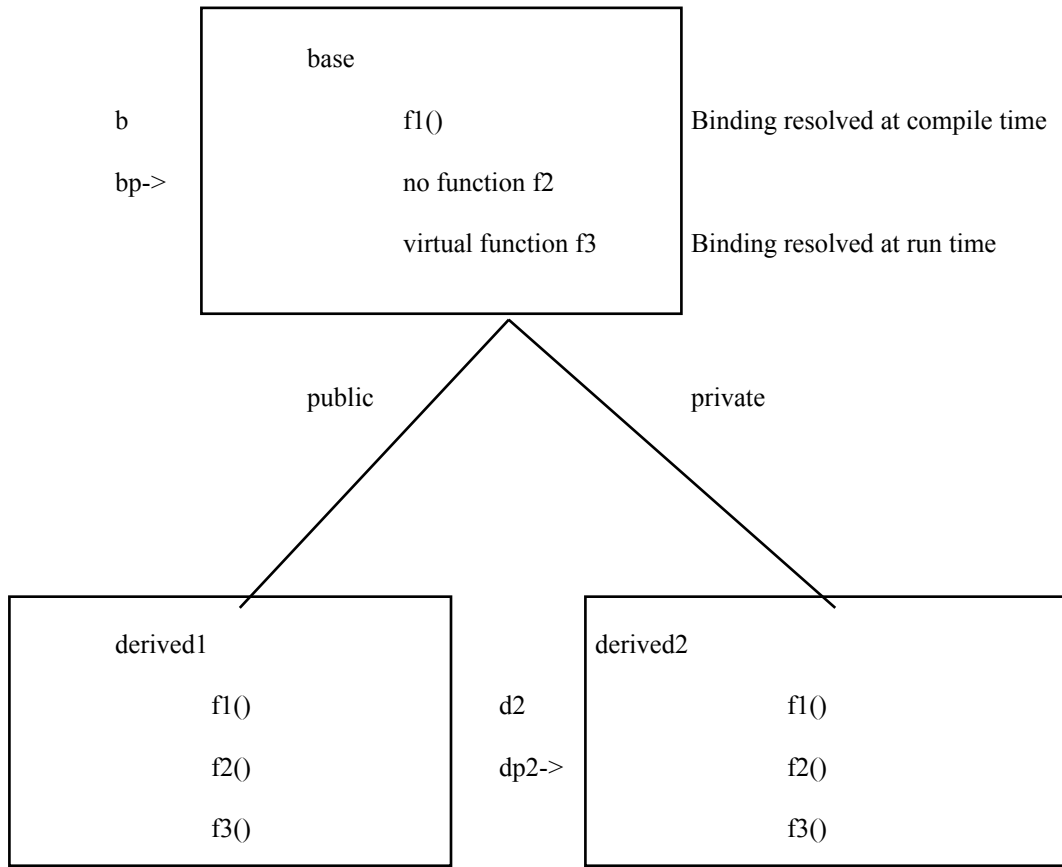 base
b f1() Binding resolved at compile time
bp-> no function f2
virtual function f3 Binding resolved at run time
public private
derived1 derived2
f1() d2 f1()
f2() dp2-> f2()
f3() f3()